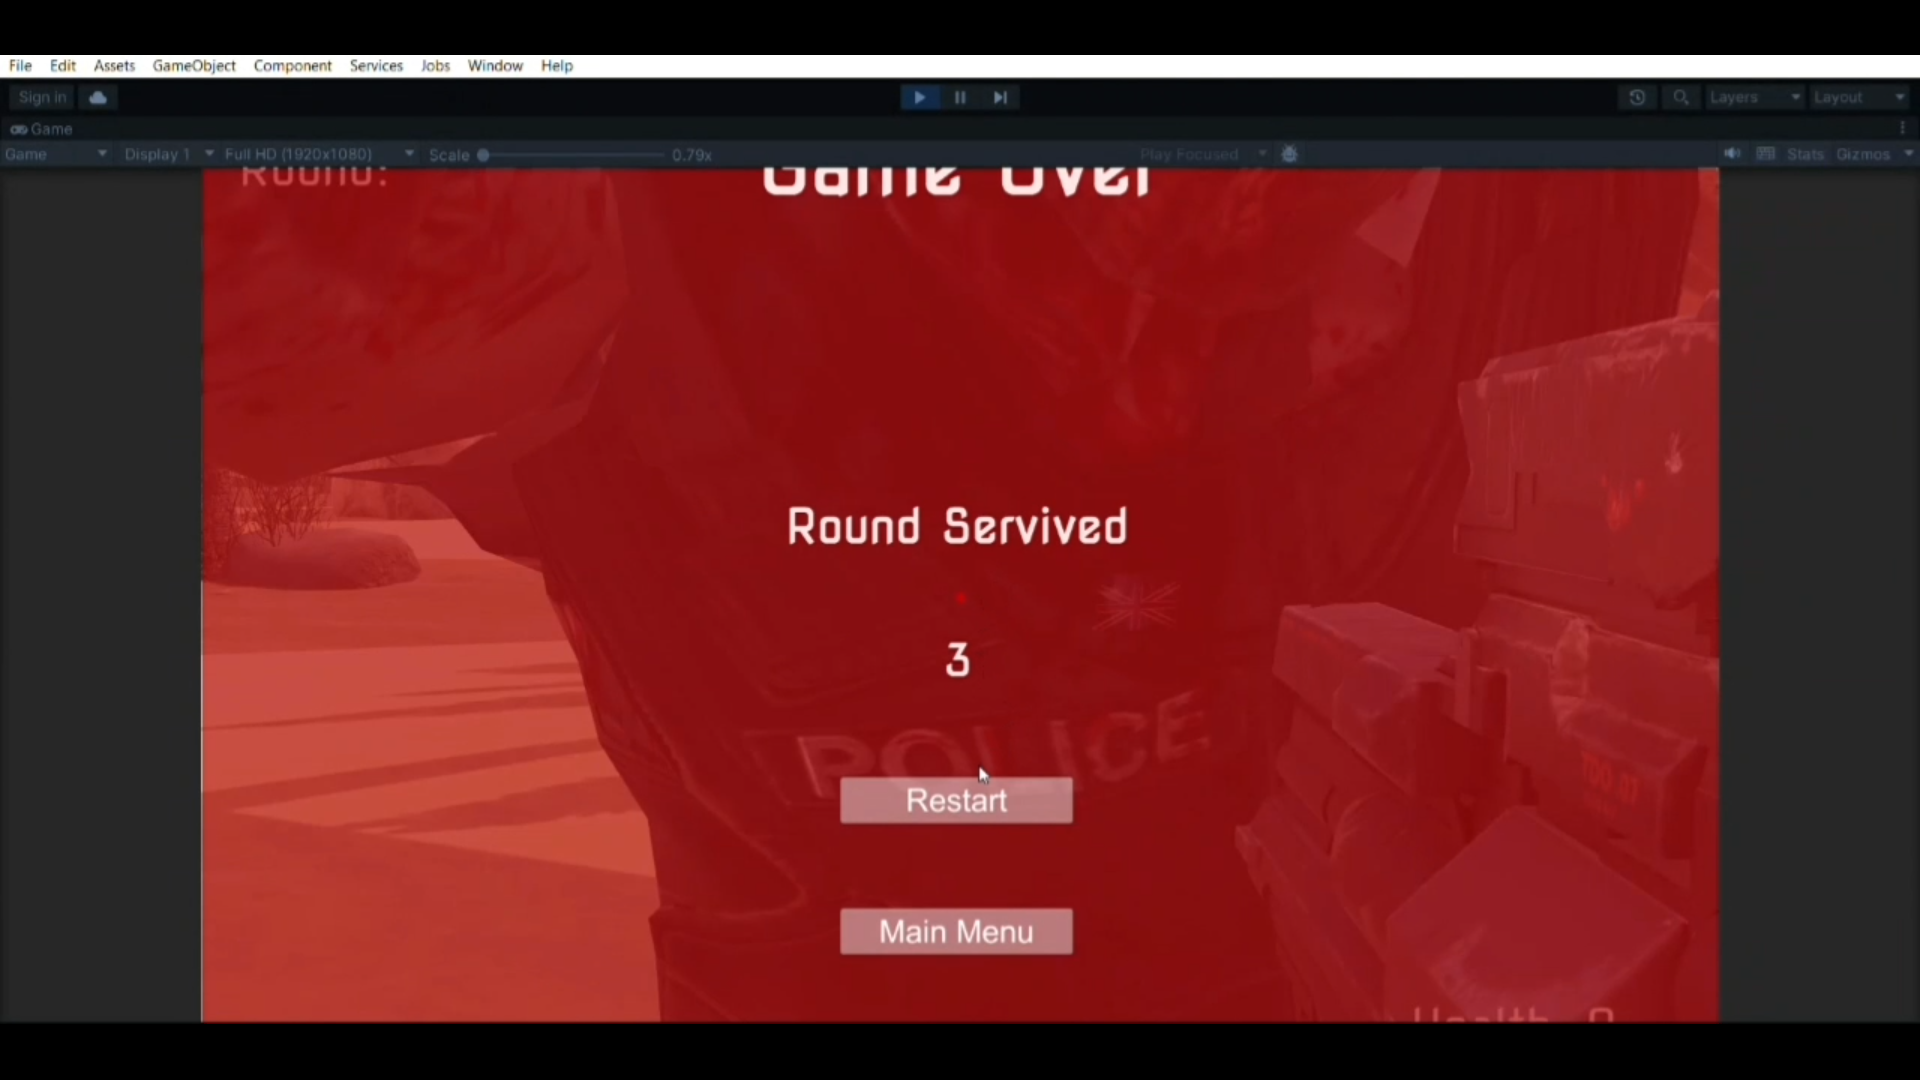 File Edit Assets GameObject Component Services Jobs Window Help
Sign in Layers Layout
Game
Game Display 1 Full HD (1920x1080) Scale 0.79x Play Focused Stats Gizmos
Round:
Game Over
Round Servived
3
POLICE
Restart
Main Menu
Health 0